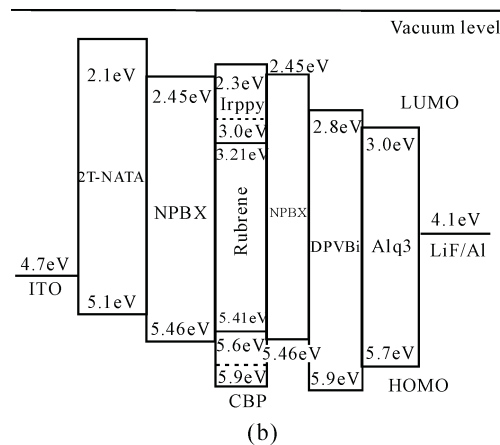 Vacuum level
2.1eV
2.45eV
2.3eV
Irppy
3.0eV
3.21eV
2.45eV
2.8eV
LUMO
3.0eV
2T-NATA
NPBX
Rubrene
NPBX
DPVBi
Alq3
4.1eV
LiF/Al
4.7eV
ITO
5.1eV
5.46eV
5.41eV
5.6eV
5.9eV
CBP
5.46eV
5.9eV
5.7eV
HOMO
(b)